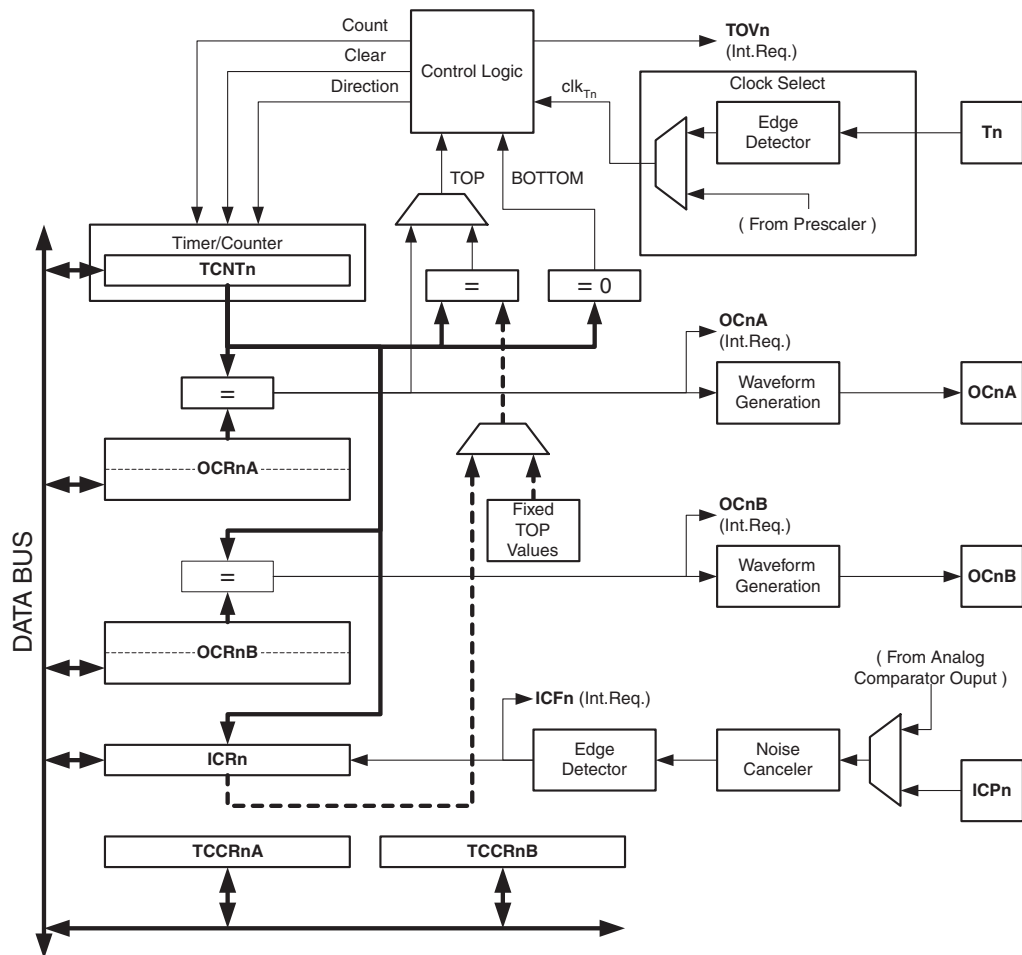 Count
Clear
Direction
Control Logic
TOVn
(Int.Req.)
clkTn
Clock Select
Edge
Detector
Tn
( From Prescaler )
TOP
BOTTOM
Timer/Counter
TCNTn
=
= 0
OCnA
(Int.Req.)
=
Waveform
Generation
OCnA
OCRnA
Fixed
TOP
Values
OCnB
(Int.Req.)
=
Waveform
Generation
OCnB
OCRnB
DATA BUS
( From Analog
Comparator Ouput )
ICFn (Int.Req.)
ICRn
Edge
Detector
Noise
Canceler
ICPn
TCCRnA
TCCRnB